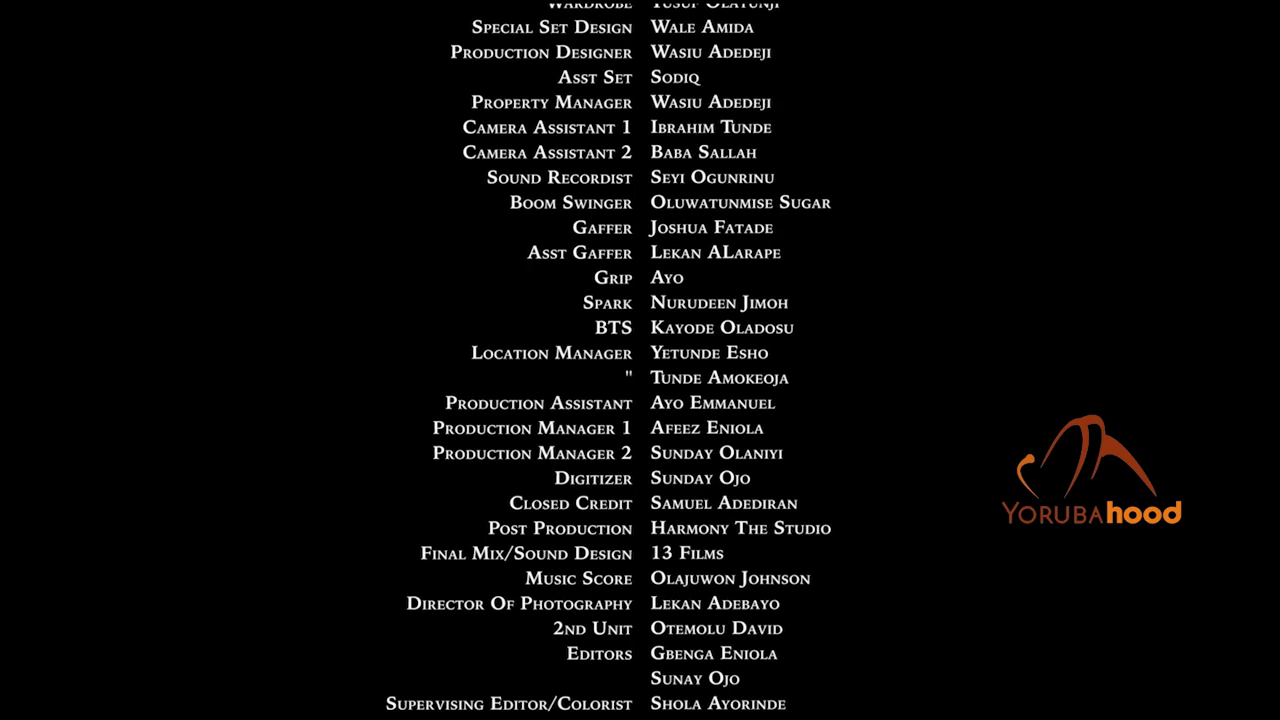 Wardrobe Yusuf Olatunji
Special Set Design Wale Amida
Production Designer Wasiu Adedeji
Asst Set Sodiq
Property Manager Wasiu Adedeji
Camera Assistant 1 Ibrahim Tunde
Camera Assistant 2 Baba Sallah
Sound Recordist Seyi Ogunrinu
Boom Swinger Oluwatunmise Sugar
Gaffer Joshua Fatade
Asst Gaffer Lekan ALarape
Grip Ayo
Spark Nurudeen Jimoh
BTS Kayode Oladosu
Location Manager Yetunde Esho
" Tunde Amokeoja
Production Assistant Ayo Emmanuel
Production Manager 1 Afeez Eniola
Production Manager 2 Sunday Olaniyi
Digitizer Sunday Ojo
Closed Credit Samuel Adediran
Post Production Harmony The Studio
Final Mix/Sound Design 13 Films
Music Score Olajuwon Johnson
Director Of Photography Lekan Adebayo
2nd Unit Otemolu David
Editors Gbenga Eniola
Sunay Ojo
Supervising Editor/Colorist Shola Ayorinde
YORUBAhood